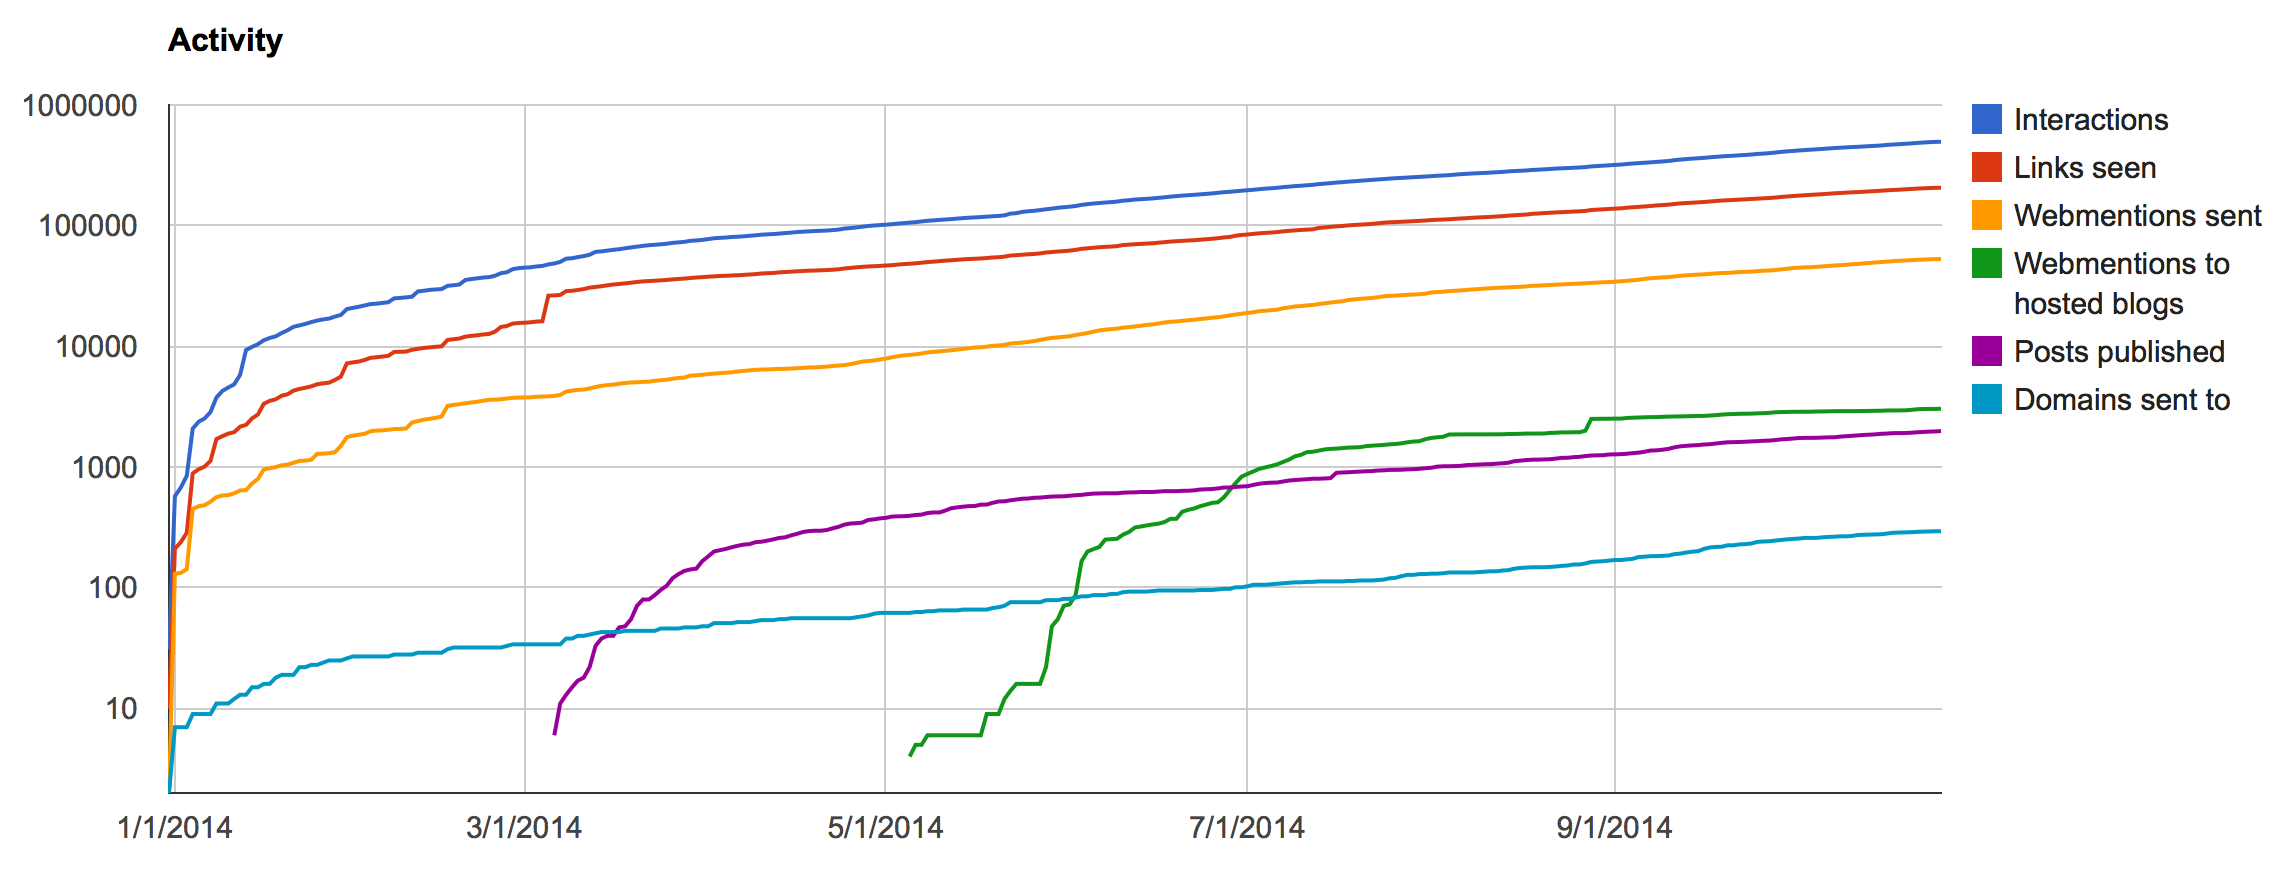 Activity
1000000
100000
10000
1000
100
10
1/1/2014
3/1/2014
5/1/2014
7/1/2014
9/1/2014
Interactions
Links seen
Webmentions sent
Webmentions to
hosted blogs
Posts published
Domains sent to